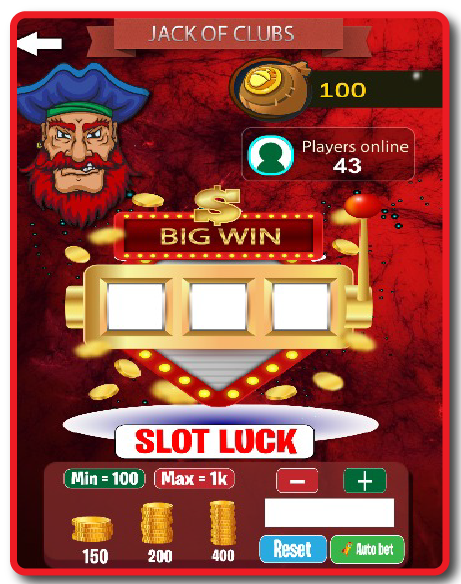 JACK OF CLUBS
100
Players online
43
$
BIG WIN
SLOT LUCK
Min = 100 Max = 1k
− +
150 200 400
Reset Auto bet